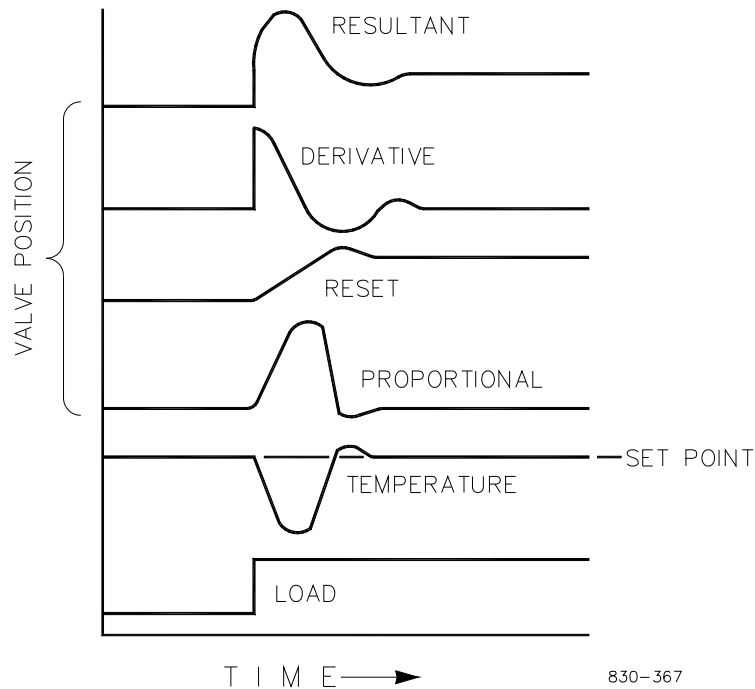 RESULTANT
DERIVATIVE
VALVE POSITION
RESET
PROPORTIONAL
SET POINT
TEMPERATURE
LOAD
TIME
830-367